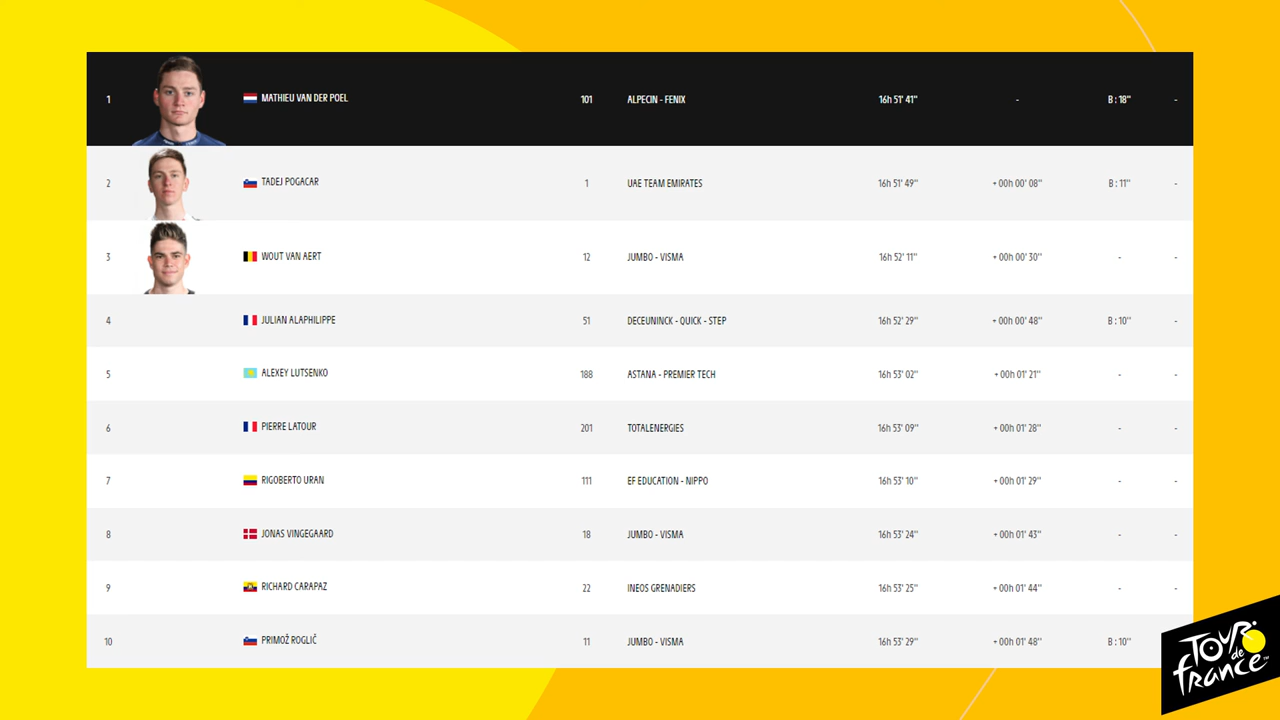 1 MATHIEU VAN DER POEL 101 ALPECIN - FENIX 16h 51' 41'' - B : 18'' -
2 TADEJ POGACAR 1 UAE TEAM EMIRATES 16h 51' 49'' + 00h 00' 08'' B : 11'' -
3 WOUT VAN AERT 12 JUMBO - VISMA 16h 52' 11'' + 00h 00' 30'' - -
4 JULIAN ALAPHILIPPE 51 DECEUNINCK - QUICK - STEP 16h 52' 29'' + 00h 00' 48'' B : 10'' -
5 ALEXEY LUTSENKO 188 ASTANA - PREMIER TECH 16h 53' 02'' + 00h 01' 21'' - -
6 PIERRE LATOUR 201 TOTALENERGIES 16h 53' 09'' + 00h 01' 28'' - -
7 RIGOBERTO URAN 111 EF EDUCATION - NIPPO 16h 53' 10'' + 00h 01' 29'' - -
8 JONAS VINGEGAARD 18 JUMBO - VISMA 16h 53' 24'' + 00h 01' 43'' - -
9 RICHARD CARAPAZ 22 INEOS GRENADIERS 16h 53' 25'' + 00h 01' 44'' - -
10 PRIMOŽ ROGLIČ 11 JUMBO - VISMA 16h 53' 29'' + 00h 01' 48'' B : 10''
TOUR
de
france™